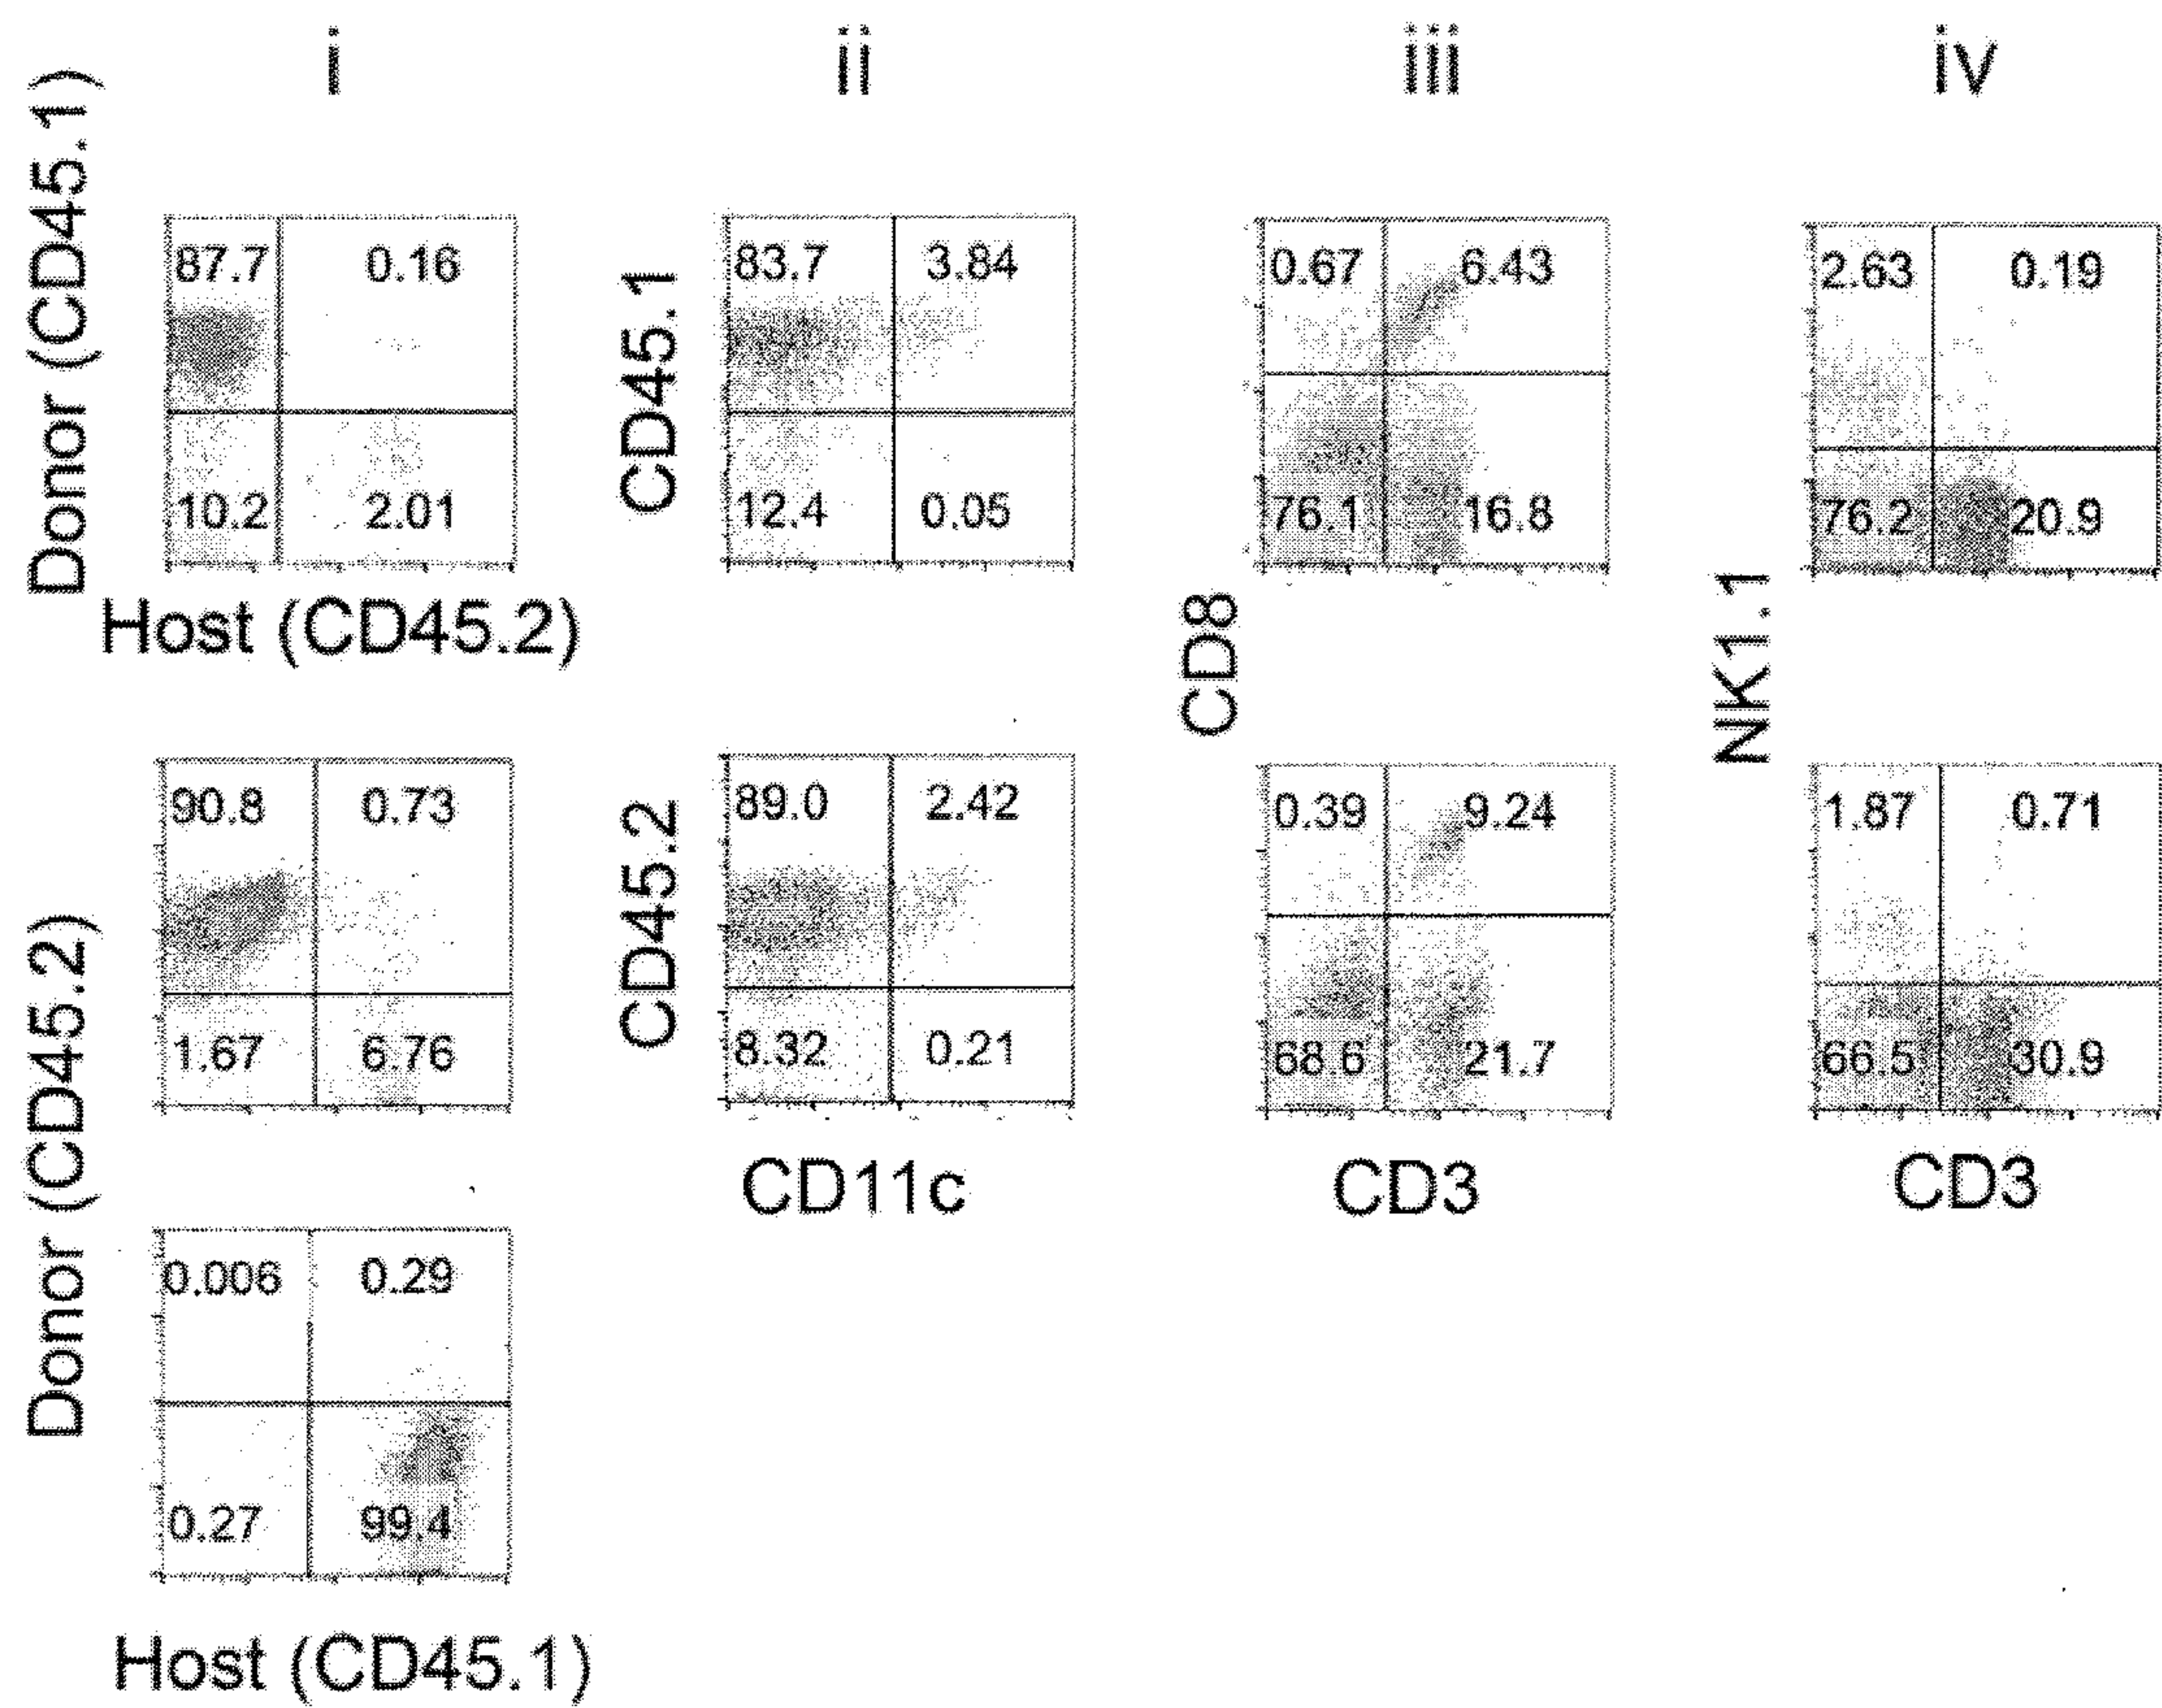 i
ii
iii
iv
Donor (CD45.1)
87.7 0.16
10.2 2.01
Host (CD45.2)
CD45.1
83.7 3.84
12.4 0.05
CD8
0.67 6.43
76.1 16.8
NK1.1
2.63 0.19
76.2 20.9
Donor (CD45.2)
90.8 0.73
1.67 6.76
CD45.2
89.0 2.42
8.32 0.21
CD11c
0.39 9.24
68.6 21.7
CD3
1.87 0.71
66.5 30.9
CD3
0.006 0.29
0.27 99.4
Host (CD45.1)